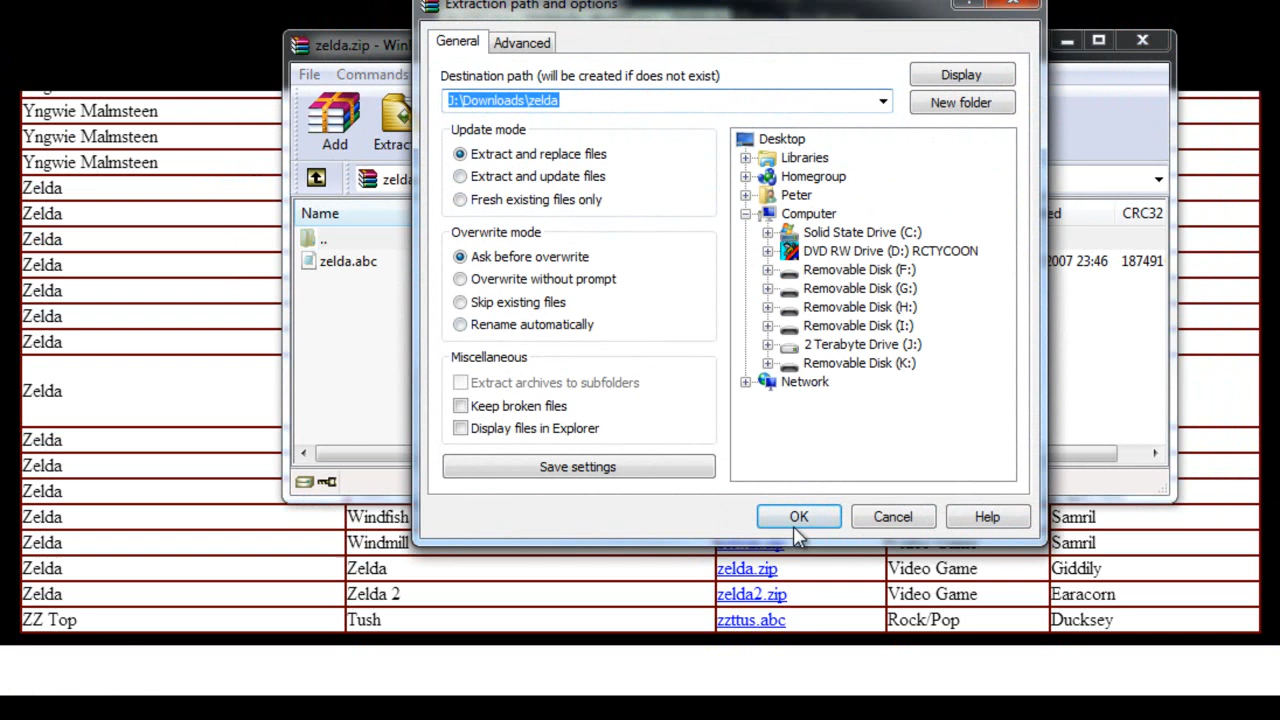 Extraction path and options
General
Advanced
Destination path (will be created if does not exist)
Display
J:\Downloads\zelda
New folder
Update mode
Extract and replace files
Extract and update files
Fresh existing files only
Overwrite mode
Ask before overwrite
Overwrite without prompt
Skip existing files
Rename automatically
Miscellaneous
Extract archives to subfolders
Keep broken files
Display files in Explorer
Save settings
Desktop
Libraries
Homegroup
Peter
Computer
Solid State Drive (C:)
DVD RW Drive (D:) RCTYCOON
Removable Disk (F:)
Removable Disk (G:)
Removable Disk (H:)
Removable Disk (I:)
2 Terabyte Drive (J:)
Removable Disk (K:)
Network
OK
Cancel
Help
zelda.zip - Win
File
Commands
Add
Extrac
zelda
Name
CRC32
..
zelda.abc
2007 23:46
187491
Yngwie Malmsteen
Yngwie Malmsteen
Yngwie Malmsteen
Zelda
Zelda
Zelda
Zelda
Zelda
Zelda
Zelda
Zelda
Zelda
Zelda
Zelda
Zelda Windfish Samril
Zelda Windmill Samril
Zelda Zelda zelda.zip Video Game Giddily
Zelda Zelda 2 zelda2.zip Video Game Earacorn
ZZ Top Tush zzttus.abc Rock/Pop Ducksey